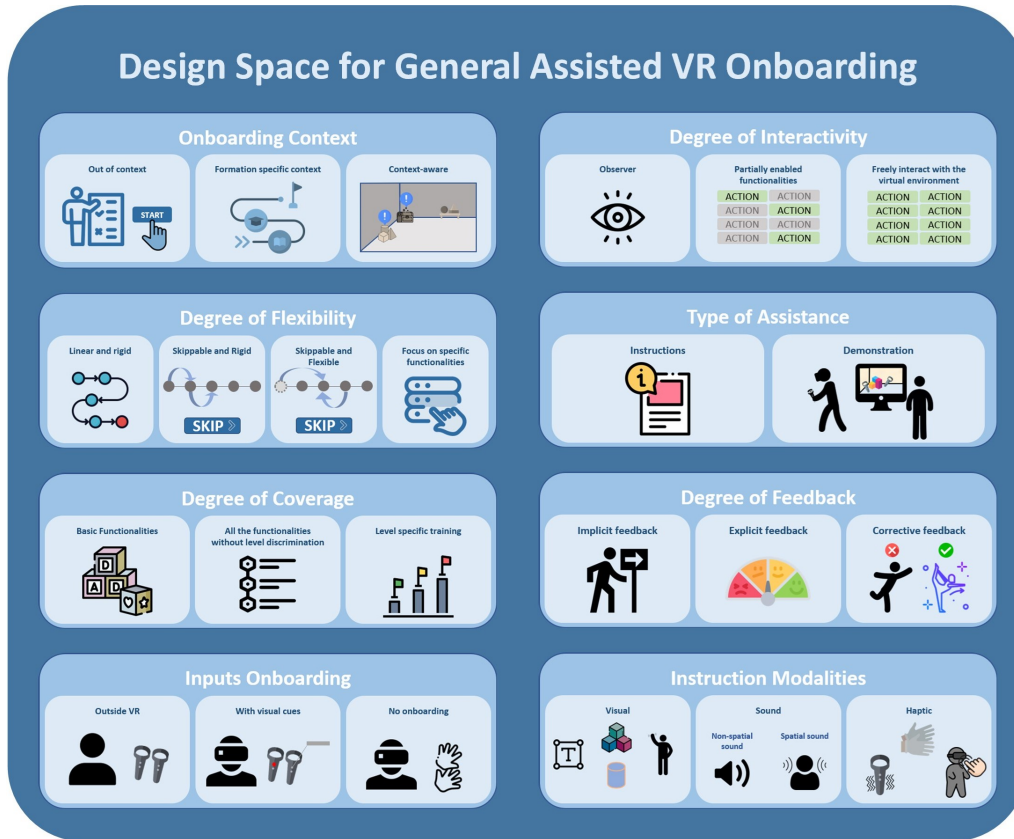 Design Space for General Assisted VR Onboarding
Onboarding Context
Out of context
START
Formation specific context
Context-aware
Degree of Interactivity
Observer
Partially enabled
functionalities
ACTION ACTION
ACTION ACTION
ACTION ACTION
ACTION ACTION
Freely interact with the
virtual environment
ACTION ACTION
ACTION ACTION
ACTION ACTION
ACTION ACTION
Degree of Flexibility
Linear and rigid
Skippable and Rigid
SKIP
Skippable and
Flexible
SKIP
Focus on specific
functionalities
Type of Assistance
Instructions
i
Demonstration
Degree of Coverage
Basic Functionalities
D
A D
All the functionalities
without level discrimination
Level specific training
Degree of Feedback
Implicit feedback
Explicit feedback
Corrective feedback
Inputs Onboarding
Outside VR
With visual cues
No onboarding
Instruction Modalities
Visual
T
Sound
Non-spatial
sound
Spatial sound
Haptic